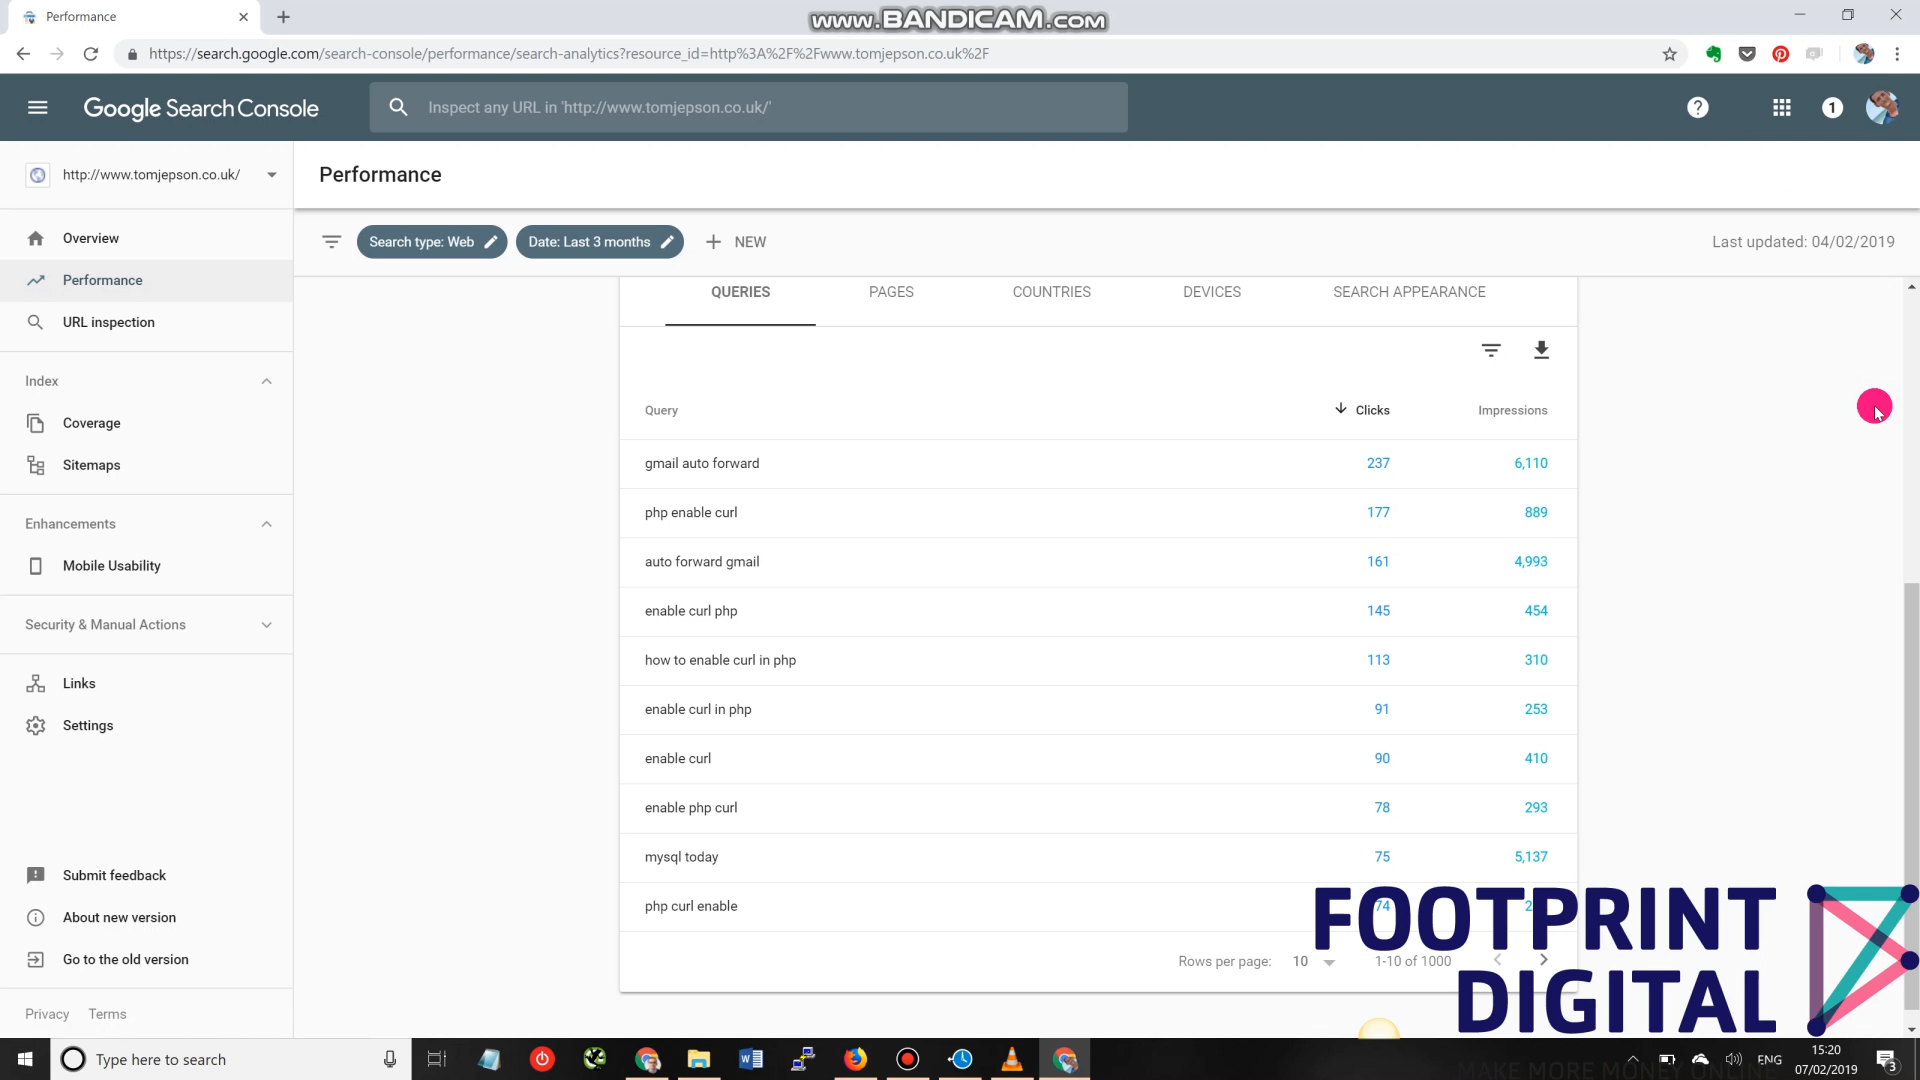 Performance
www.BANDICAM.com
https://search.google.com/search-console/performance/search-analytics?resource_id=http%3A%2F%2Fwww.tomjepson.co.uk%2F
Google Search Console
Inspect any URL in 'http://www.tomjepson.co.uk/'
1
http://www.tomjepson.co.uk/
Performance
Search type: Web
Date: Last 3 months
NEW
Last updated: 04/02/2019
Overview
Performance
URL inspection
Index
Coverage
Sitemaps
Enhancements
Mobile Usability
Security & Manual Actions
Links
Settings
Submit feedback
About new version
Go to the old version
Privacy Terms
QUERIES PAGES COUNTRIES DEVICES SEARCH APPEARANCE
Query Clicks Impressions
gmail auto forward 237 6,110
php enable curl 177 889
auto forward gmail 161 4,993
enable curl php 145 454
how to enable curl in php 113 310
enable curl in php 91 253
enable curl 90 410
enable php curl 78 293
mysql today 75 5,137
php curl enable 74
Rows per page: 10 1-10 of 1000
FOOTPRINT
DIGITAL
MAKE MORE MONEY ONLINE
Type here to search
ENG
15:20
07/02/2019
3